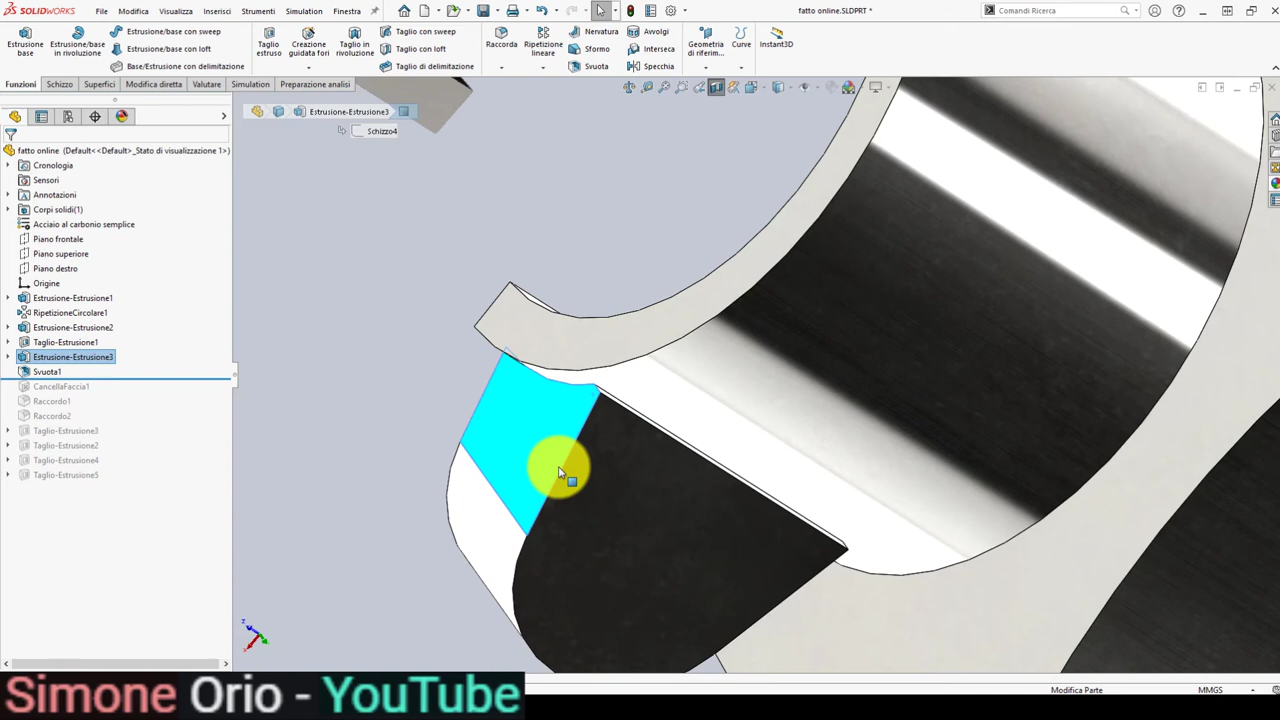 SOLIDWORKS File Modifica Visualizza Inserisci Strumenti Simulation Finestra fatto online.SLDPRT * Comandi Ricerca
Estrusione base
Estrusione/base in rivoluzione
Estrusione/base con sweep
Estrusione/base con loft
Base/Estrusione con delimitazione
Taglio estruso
Creazione guidata fori
Taglio in rivoluzione
Taglio con sweep
Taglio con loft
Taglio di delimitazione
Raccorda
Ripetizione lineare
Nervatura
Sformo
Svuota
Avvolgi
Interseca
Specchia
Geometria di riferim...
Curve
Instant3D
Funzioni Schizzo Superfici Modifica diretta Valutare Simulation Preparazione analisi
Estrusione-Estrusione3
Schizzo4
fatto online (Default<<Default>_Stato di visualizzazione 1>)
Cronologia
Sensori
Annotazioni
Corpi solidi(1)
Acciaio al carbonio semplice
Piano frontale
Piano superiore
Piano destro
Origine
Estrusione-Estrusione1
RipetizioneCircolare1
Estrusione-Estrusione2
Taglio-Estrusione1
Estrusione-Estrusione3
Svuota1
CancellaFaccia1
Raccordo1
Raccordo2
Taglio-Estrusione3
Taglio-Estrusione2
Taglio-Estrusione4
Taglio-Estrusione5
Modifica Parte MMGS
Simone Orio - YouTube